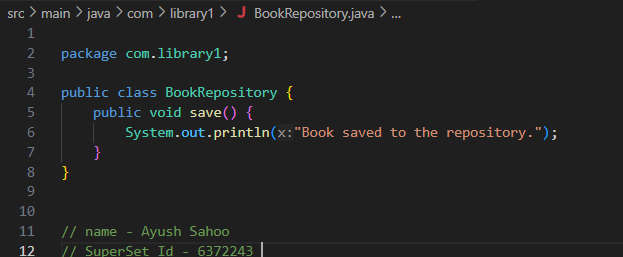 src > main > java > com > library1 > J BookRepository.java > ...
1
2 package com.library1;
3
4 public class BookRepository {
5 public void save() {
6 System.out.println(x:"Book saved to the repository.");
7 }
8 }
9
10
11 // name - Ayush Sahoo
12 // SuperSet Id - 6372243